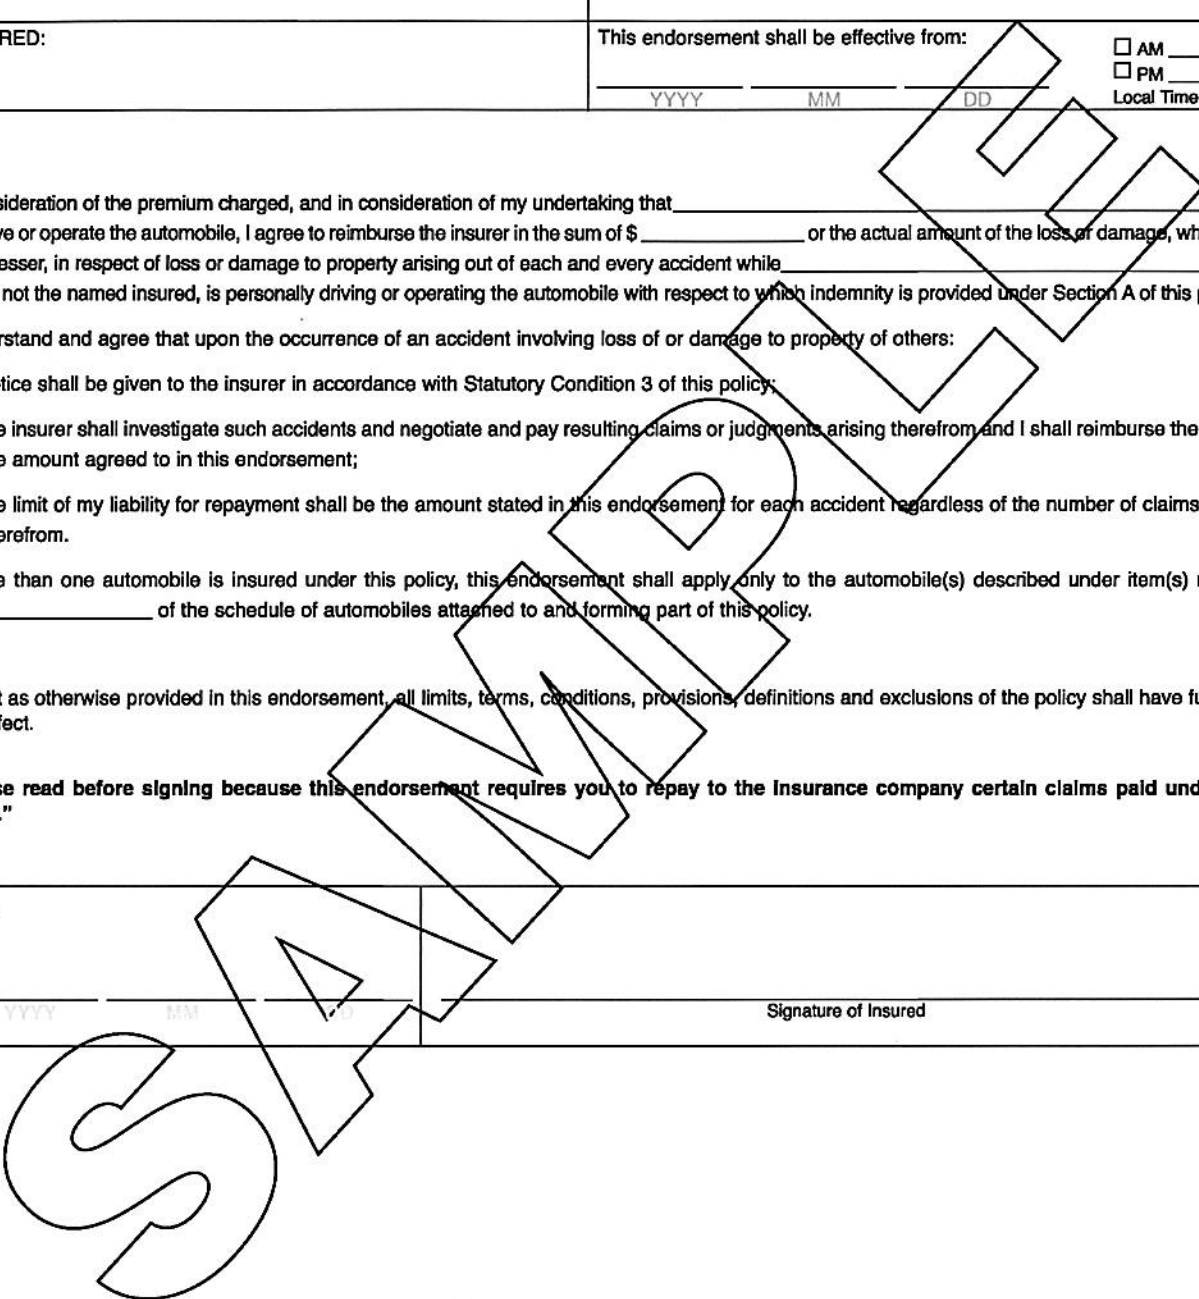 RED:
This endorsement shall be effective from:
☐ AM
☐ PM
YYYY MM DD
Local Time
sideration of the premium charged, and in consideration of my undertaking that
ve or operate the automobile, I agree to reimburse the insurer in the sum of $ or the actual amount of the loss or damage, wh
esser, in respect of loss or damage to property arising out of each and every accident while
not the named insured, is personally driving or operating the automobile with respect to which indemnity is provided under Section A of this p
rstand and agree that upon the occurrence of an accident involving loss of or damage to property of others:
tice shall be given to the insurer in accordance with Statutory Condition 3 of this policy;
e insurer shall investigate such accidents and negotiate and pay resulting claims or judgments arising therefrom and I shall reimburse the
e amount agreed to in this endorsement;
e limit of my liability for repayment shall be the amount stated in this endorsement for each accident regardless of the number of claims
erefrom.
e than one automobile is insured under this policy, this endorsement shall apply only to the automobile(s) described under item(s) n
of the schedule of automobiles attached to and forming part of this policy.
t as otherwise provided in this endorsement, all limits, terms, conditions, provisions, definitions and exclusions of the policy shall have fu
fect.
se read before signing because this endorsement requires you to repay to the insurance company certain claims paid und
."
YYYY MM DD
Signature of Insured
SAMPLE